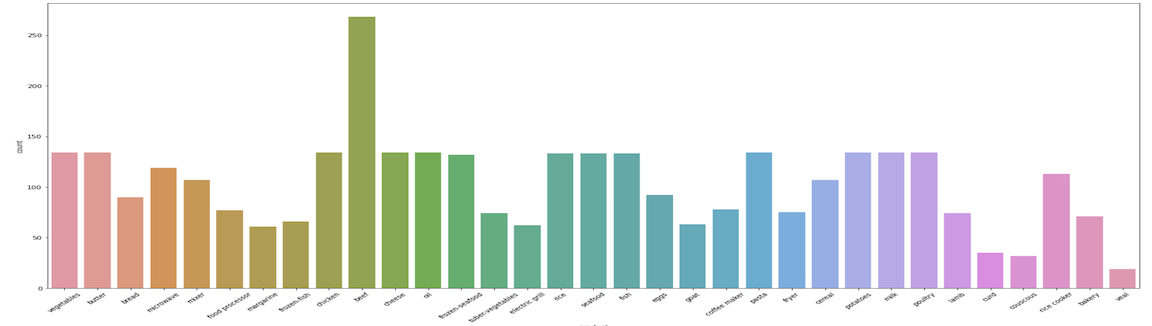 250
200
150
100
50
0
count
vegetables
butter
bread
microwave
mixer
food processor
margarine
frozen-fish
chicken
beef
cheese
oil
frozen-seafood
tuber-vegetables
electric grill
rice
seafood
fish
eggs
goat
coffee maker
pasta
fryer
cereal
potatoes
milk
poultry
lamb
curd
couscous
rice cooker
bakery
veal